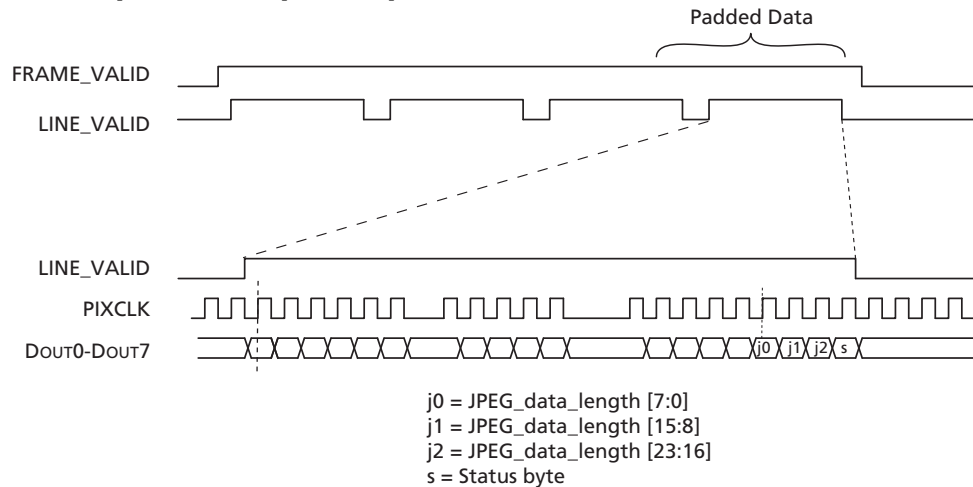 Padded Data
FRAME_VALID
LINE_VALID
LINE_VALID
PIXCLK
DOUT0-DOUT7
j0 j1 j2 s
j0 = JPEG_data_length [7:0]
j1 = JPEG_data_length [15:8]
j2 = JPEG_data_length [23:16]
s = Status byte